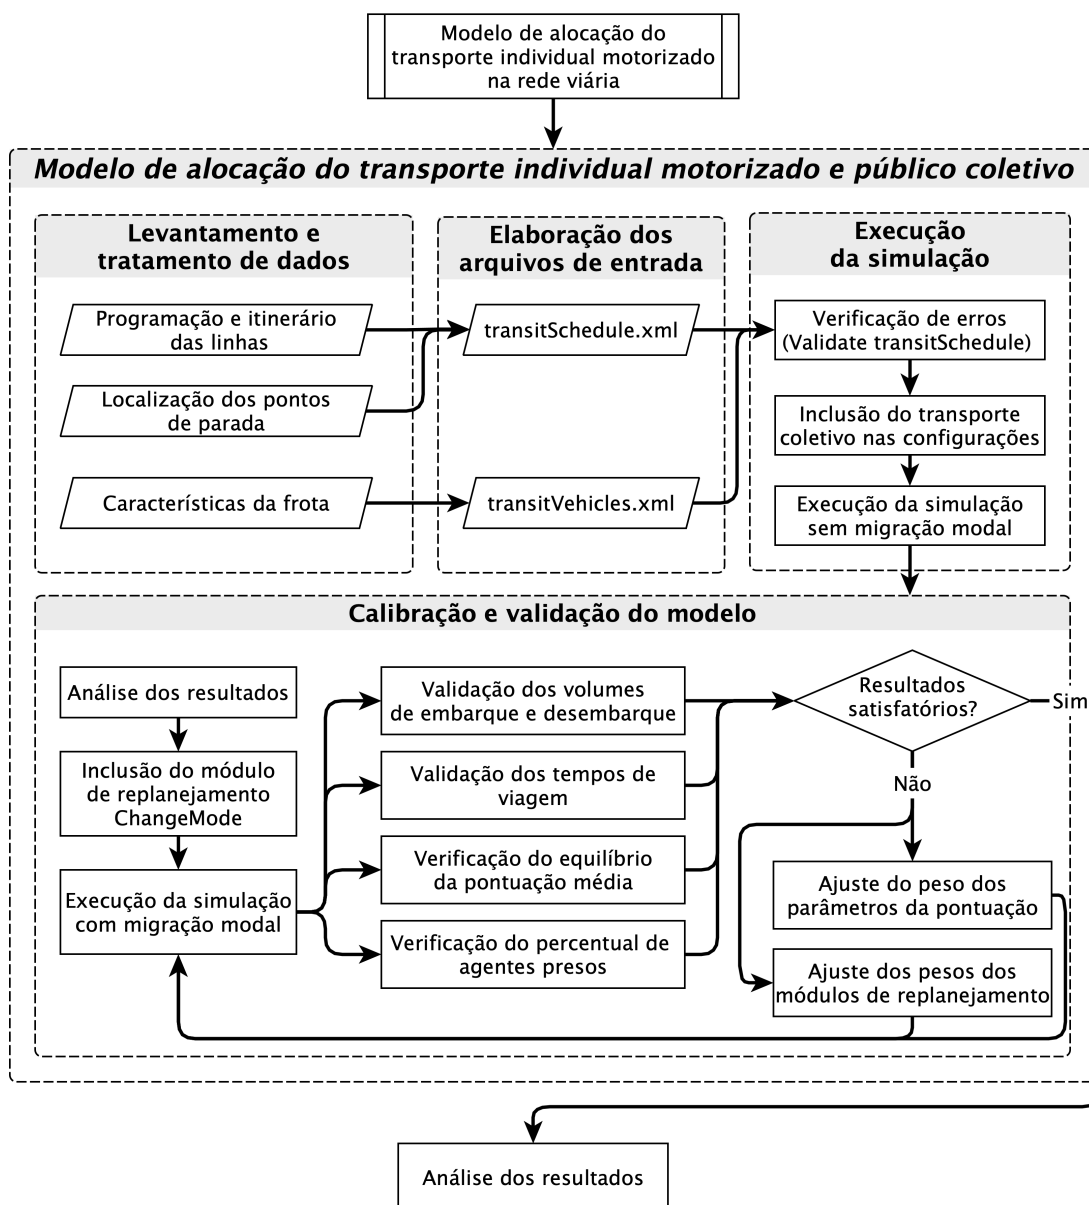 Modelo de alocação do
transporte individual motorizado
na rede viária
Modelo de alocação do transporte individual motorizado e público coletivo
Levantamento e
tratamento de dados
Programação e itinerário
das linhas
Localização dos pontos
de parada
Características da frota
Elaboração dos
arquivos de entrada
transitSchedule.xml
transitVehicles.xml
Execução
da simulação
Verificação de erros
(Validate transitSchedule)
Inclusão do transporte
coletivo nas configurações
Execução da simulação
sem migração modal
Calibração e validação do modelo
Análise dos resultados
Inclusão do módulo
de replanejamento
ChangeMode
Execução da simulação
com migração modal
Validação dos volumes
de embarque e desembarque
Validação dos tempos de
viagem
Verificação do equilíbrio
da pontuação média
Verificação do percentual de
agentes presos
Resultados
satisfatórios?
Sim
Não
Ajuste do peso dos
parâmetros da pontuação
Ajuste dos pesos dos
módulos de replanejamento
Análise dos resultados